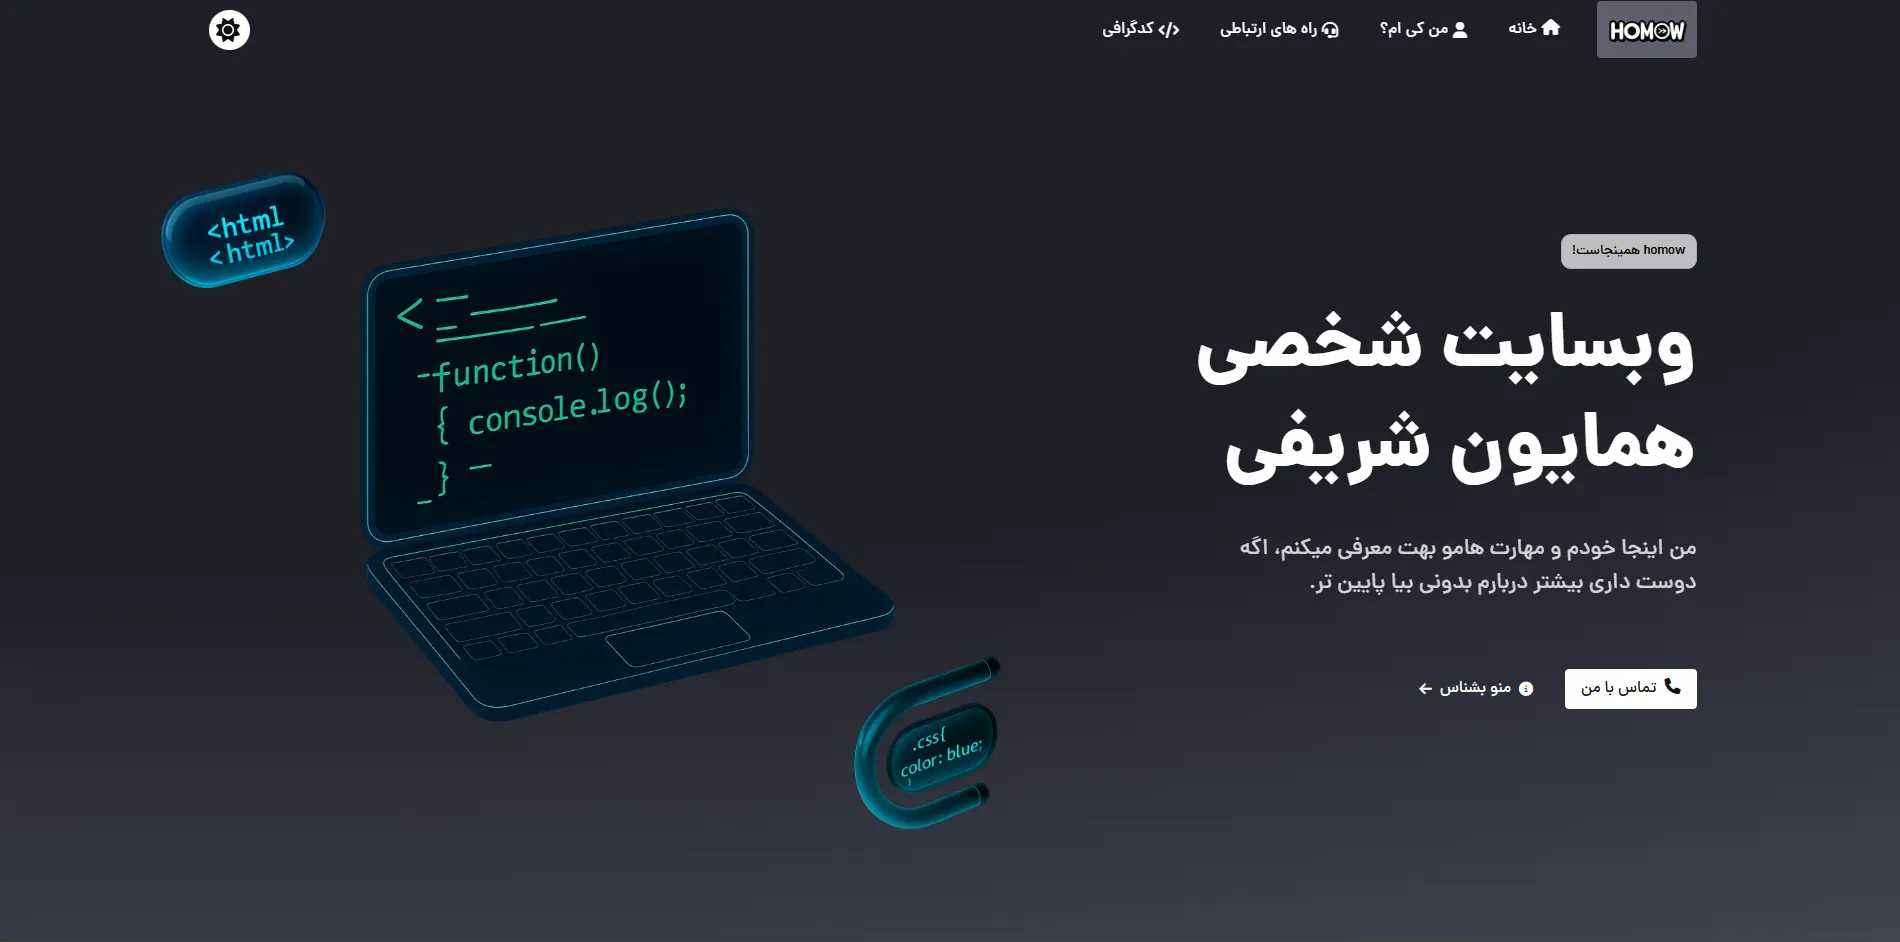 HOMOW
خانه
من کی ام؟
راه های ارتباطی
کدگرافی
homow همینجاست!
وبسایت شخصی
همایون شریفی
من اینجا خودم و مهارت هامو بهت معرفی میکنم، اگه
دوست داری بیشتر دربارم بدونی بیا پایین تر.
تماس با من
منو بشناس
<html
<html>
<
function()
{ console.log();
}
.css{
color: blue;
}